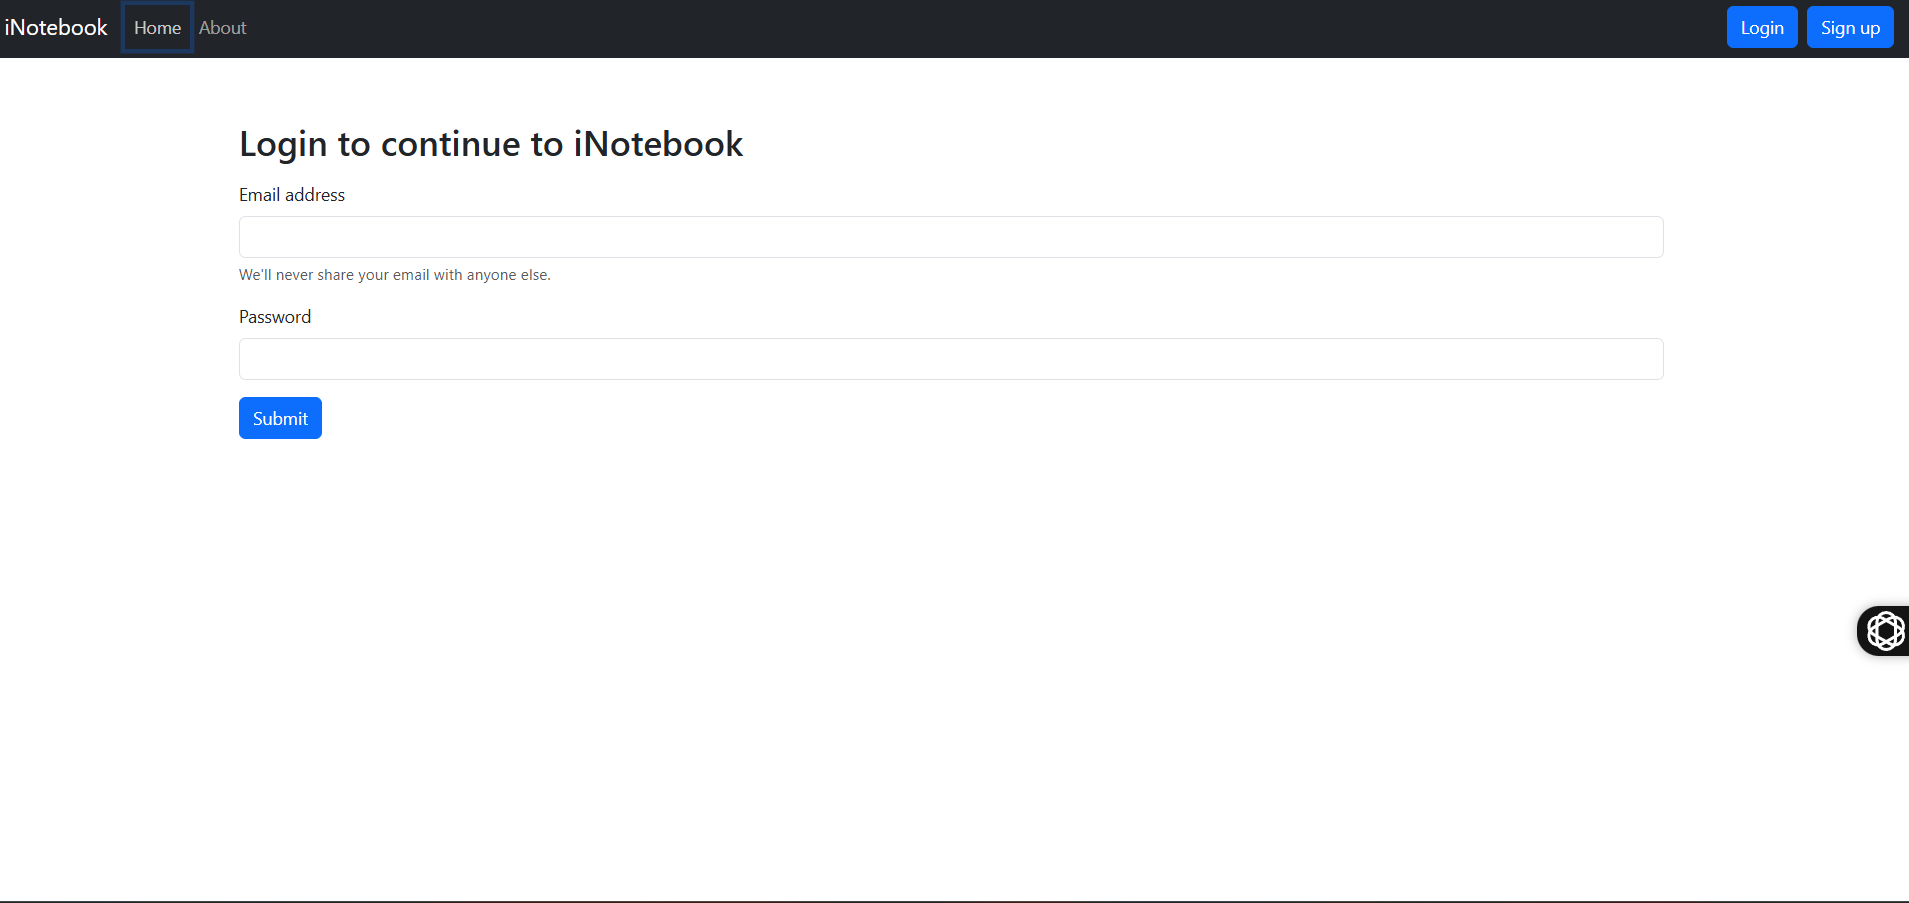 iNotebook Home About Login Sign up
Login to continue to iNotebook
Email address
We'll never share your email with anyone else.
Password
Submit